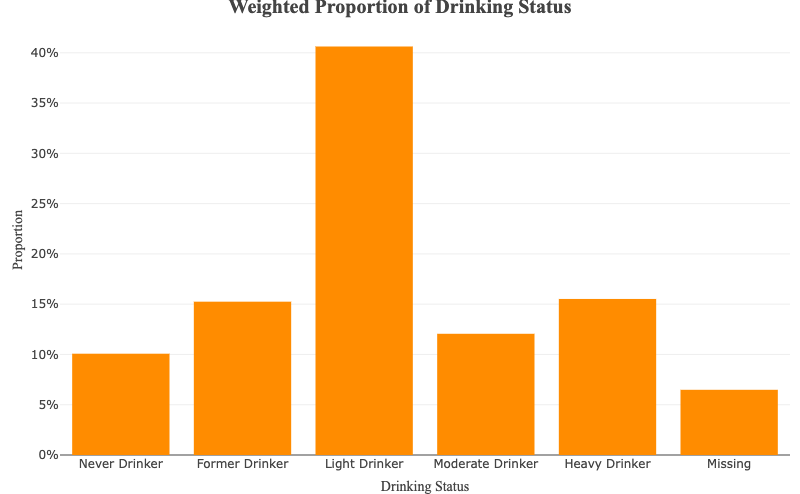 Weighted Proportion of Drinking Status
40%
35%
30%
25%
20%
15%
10%
5%
0%
Proportion
Never Drinker
Former Drinker
Light Drinker
Moderate Drinker
Heavy Drinker
Missing
Drinking Status